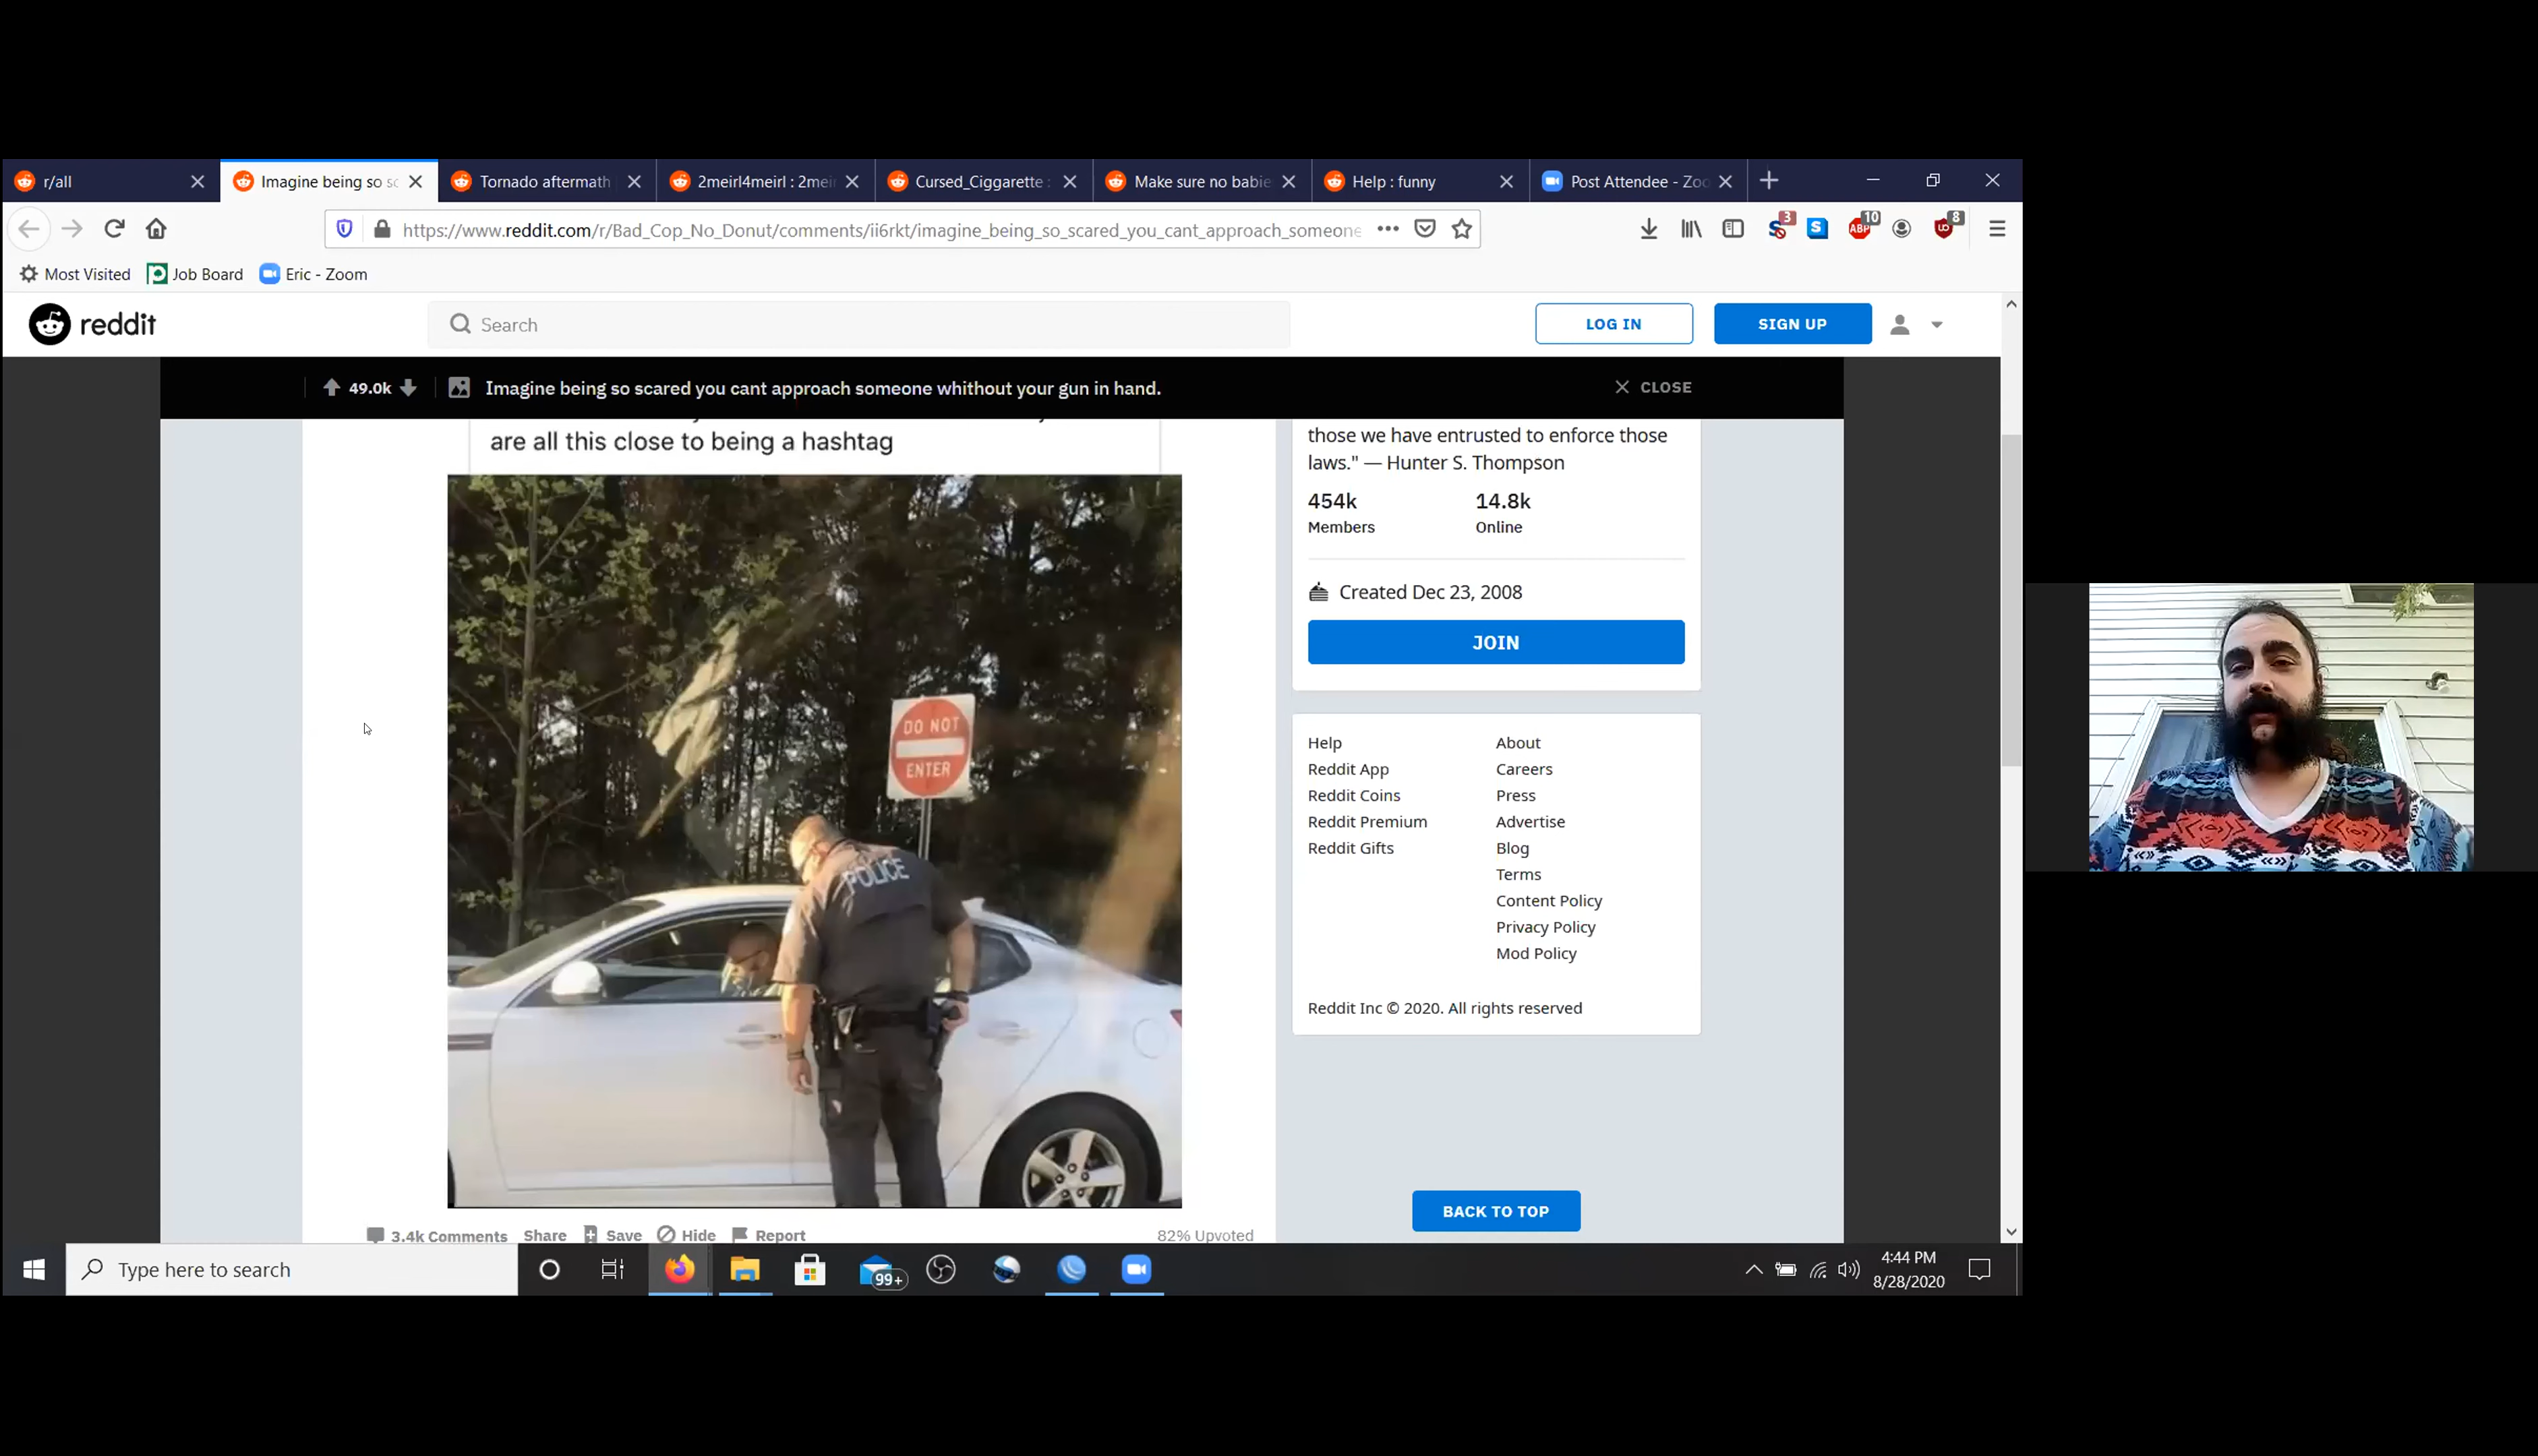 r/all
Imagine being so sc
Tornado aftermath
2meirl4meirl : 2mei
Cursed_Ciggarette :
Make sure no babie
Help : funny
Post Attendee - Zoo
https://www.reddit.com/r/Bad_Cop_No_Donut/comments/ii6rkt/imagine_being_so_scared_you_cant_approach_someone
3
S
ABP
10
8
Most Visited
Job Board
Eric - Zoom
reddit
Search
LOG IN
SIGN UP
49.0k
Imagine being so scared you cant approach someone whithout your gun in hand.
CLOSE
are all this close to being a hashtag
DO NOT
ENTER
POLICE
3.4k Comments
Share
Save
Hide
Report
82% Upvoted
those we have entrusted to enforce those
laws." — Hunter S. Thompson
454k
14.8k
Members
Online
Created Dec 23, 2008
JOIN
Help
About
Reddit App
Careers
Reddit Coins
Press
Reddit Premium
Advertise
Reddit Gifts
Blog
Terms
Content Policy
Privacy Policy
Mod Policy
Reddit Inc © 2020. All rights reserved
BACK TO TOP
Type here to search
99+
4:44 PM
8/28/2020